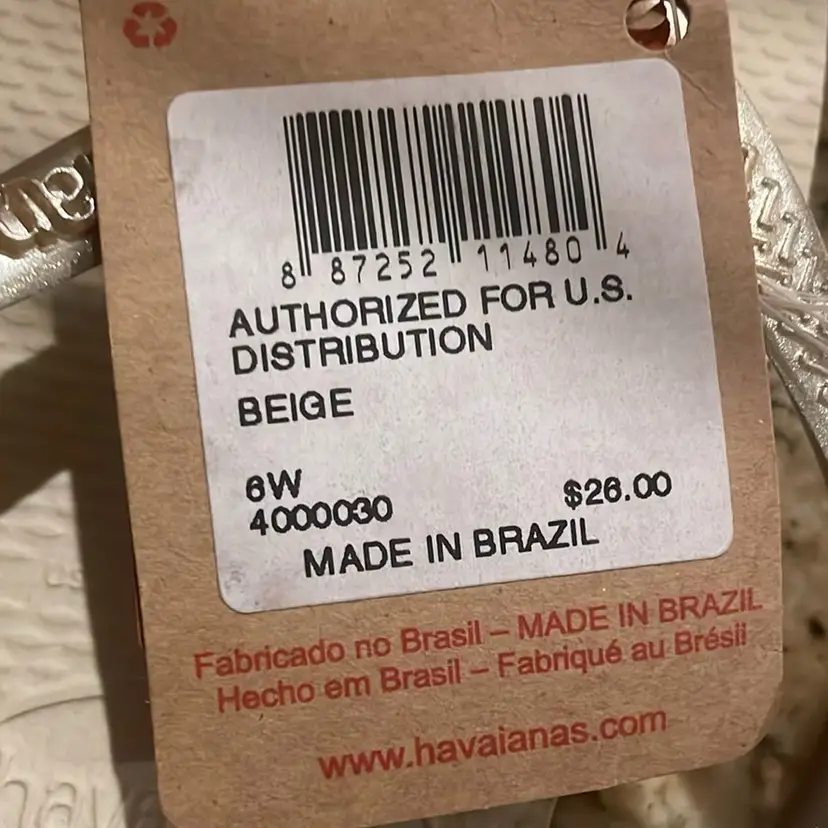 8 87252 11480 4
AUTHORIZED FOR U.S.
DISTRIBUTION
BEIGE
6W
4000030
$26.00
MADE IN BRAZIL
Fabricado no Brasil – MADE IN BRAZIL
Hecho em Brasil – Fabriqué au Brésil
www.havaianas.com
hava